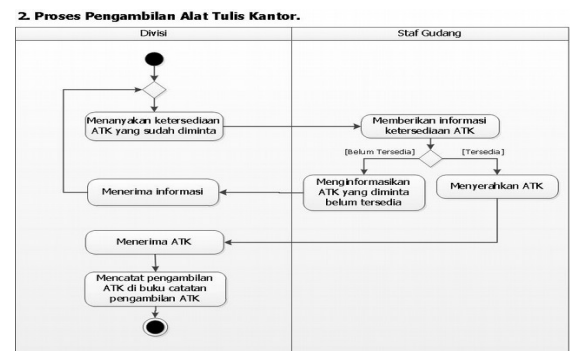 2. Proses Pengambilan Alat Tulis Kantor.
Divisi
Staf Gudang
Menanyakan ketersediaan
ATK yang sudah diminta
Memberikan informasi
ketersediaan ATK
[Belum Tersedia]
[Tersedia]
Menginformasikan
ATK yang diminta
belum tersedia
Menyerahkan ATK
Menerima informasi
Menerima ATK
Mencatat pengambilan
ATK di buku catatan
pengambilan ATK